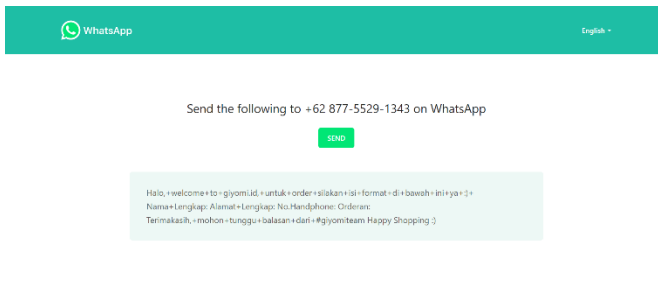 WhatsApp
English
Send the following to +62 877-5529-1343 on WhatsApp
SEND
Halo,+welcome+to+giyomi.id,+untuk+order+silakan+isi+format+di+bawah+ini+ya+:)+
Nama+Lengkap: Alamat+Lengkap: No.Handphone: Orderan:
Terimakasih,+mohon+tunggu+balasan+dari+#giyomiteam Happy Shopping :)